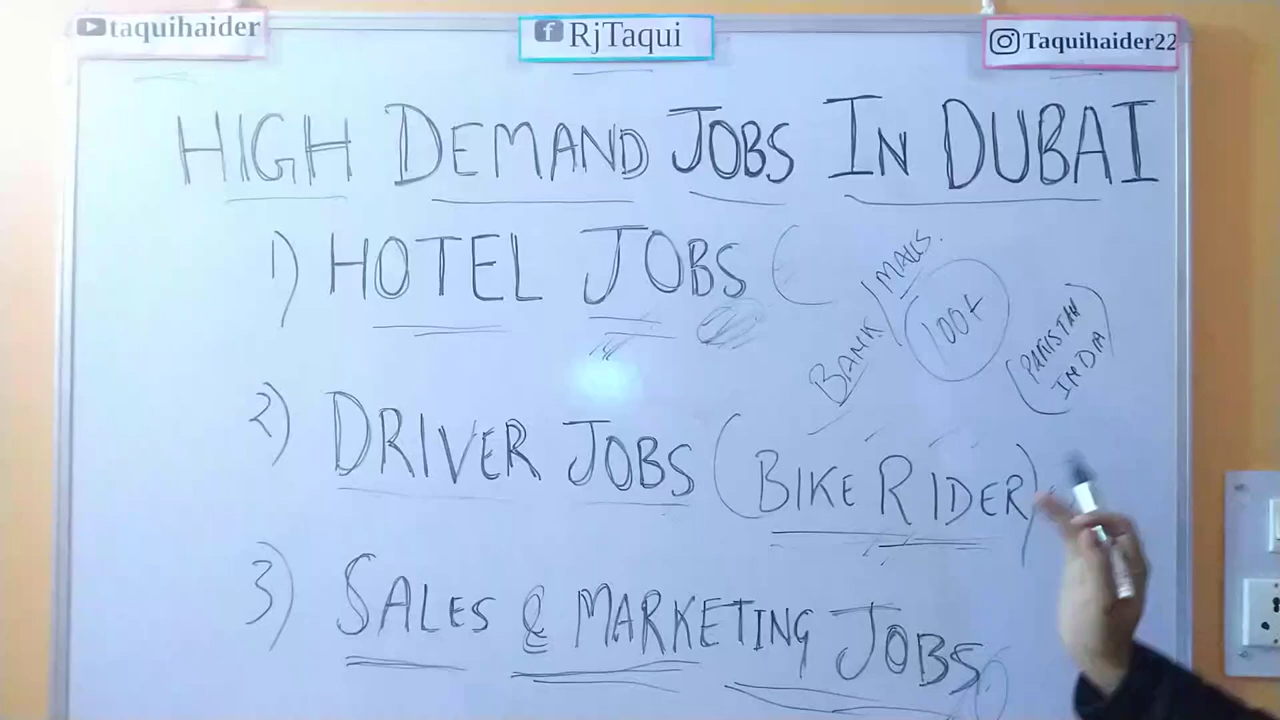 taquihaider
RjTaqui
Taquihaider22
HIGH DEMAND JOBS IN DUBAI
1) HOTEL JOBS (
BANK / MALLS.
100+
(PAKISTAN
INDIA)
2) DRIVER JOBS (BIKE RIDER)
3) SALES & MARKETING JOBS